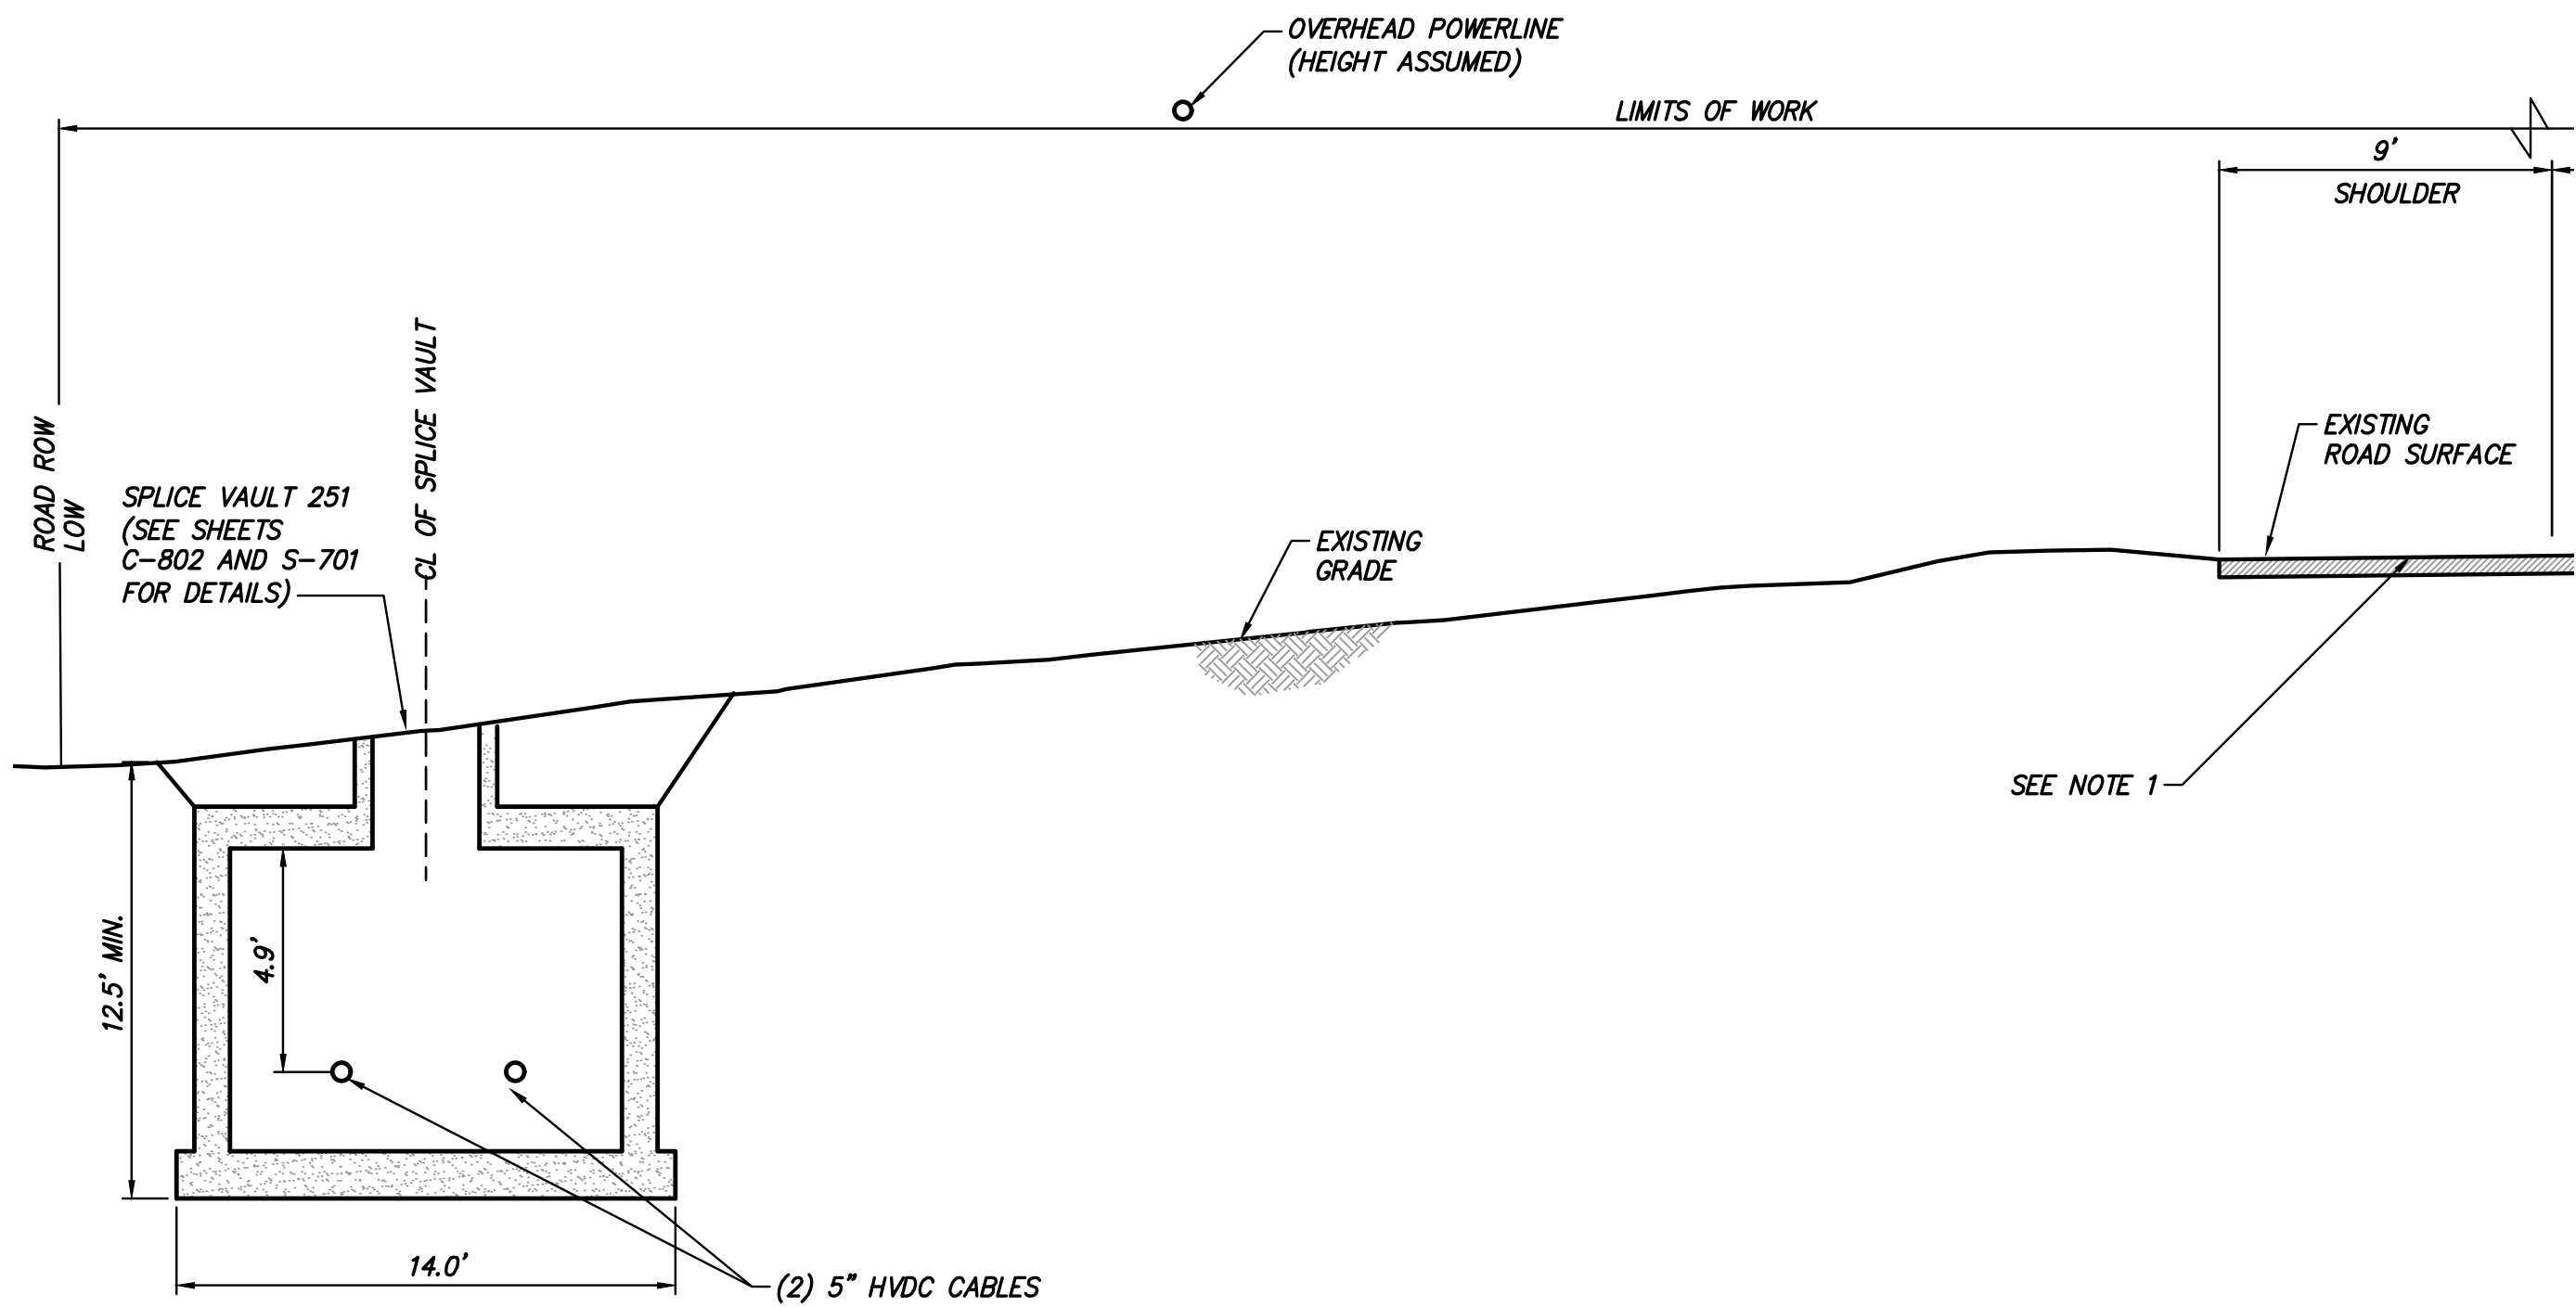 OVERHEAD POWERLINE
(HEIGHT ASSUMED)
LIMITS OF WORK
9'
SHOULDER
CL OF SPLICE VAULT
ROAD ROW
LOW
SPLICE VAULT 251
(SEE SHEETS
C-802 AND S-701
FOR DETAILS)
EXISTING
ROAD SURFACE
EXISTING
GRADE
SEE NOTE 1
12.5' MIN.
4.9'
14.0'
(2) 5" HVDC CABLES